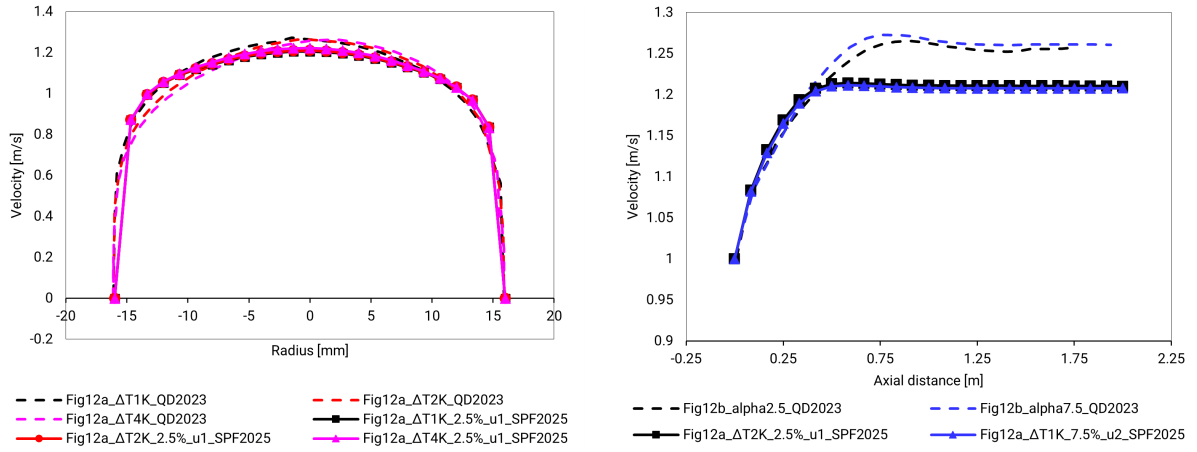 1.4
1.2
1
0.8
0.6
0.4
0.2
0
-0.2
Velocity [m/s]
-20 -15 -10 -5 0 5 10 15 20
Radius [mm]
Fig12a_ΔT1K_QD2023 Fig12a_ΔT2K_QD2023
Fig12a_ΔT4K_QD2023 Fig12a_ΔT1K_2.5%_u1_SPF2025
Fig12a_ΔT2K_2.5%_u1_SPF2025 Fig12a_ΔT4K_2.5%_u1_SPF2025
1.3
1.25
1.2
1.15
1.1
1.05
1
0.95
0.9
Velocity [m/s]
-0.25 0.25 0.75 1.25 1.75 2.25
Axial distance [m]
Fig12b_alpha2.5_QD2023 Fig12b_alpha7.5_QD2023
Fig12a_ΔT2K_2.5%_u1_SPF2025 Fig12a_ΔT1K_7.5%_u2_SPF2025